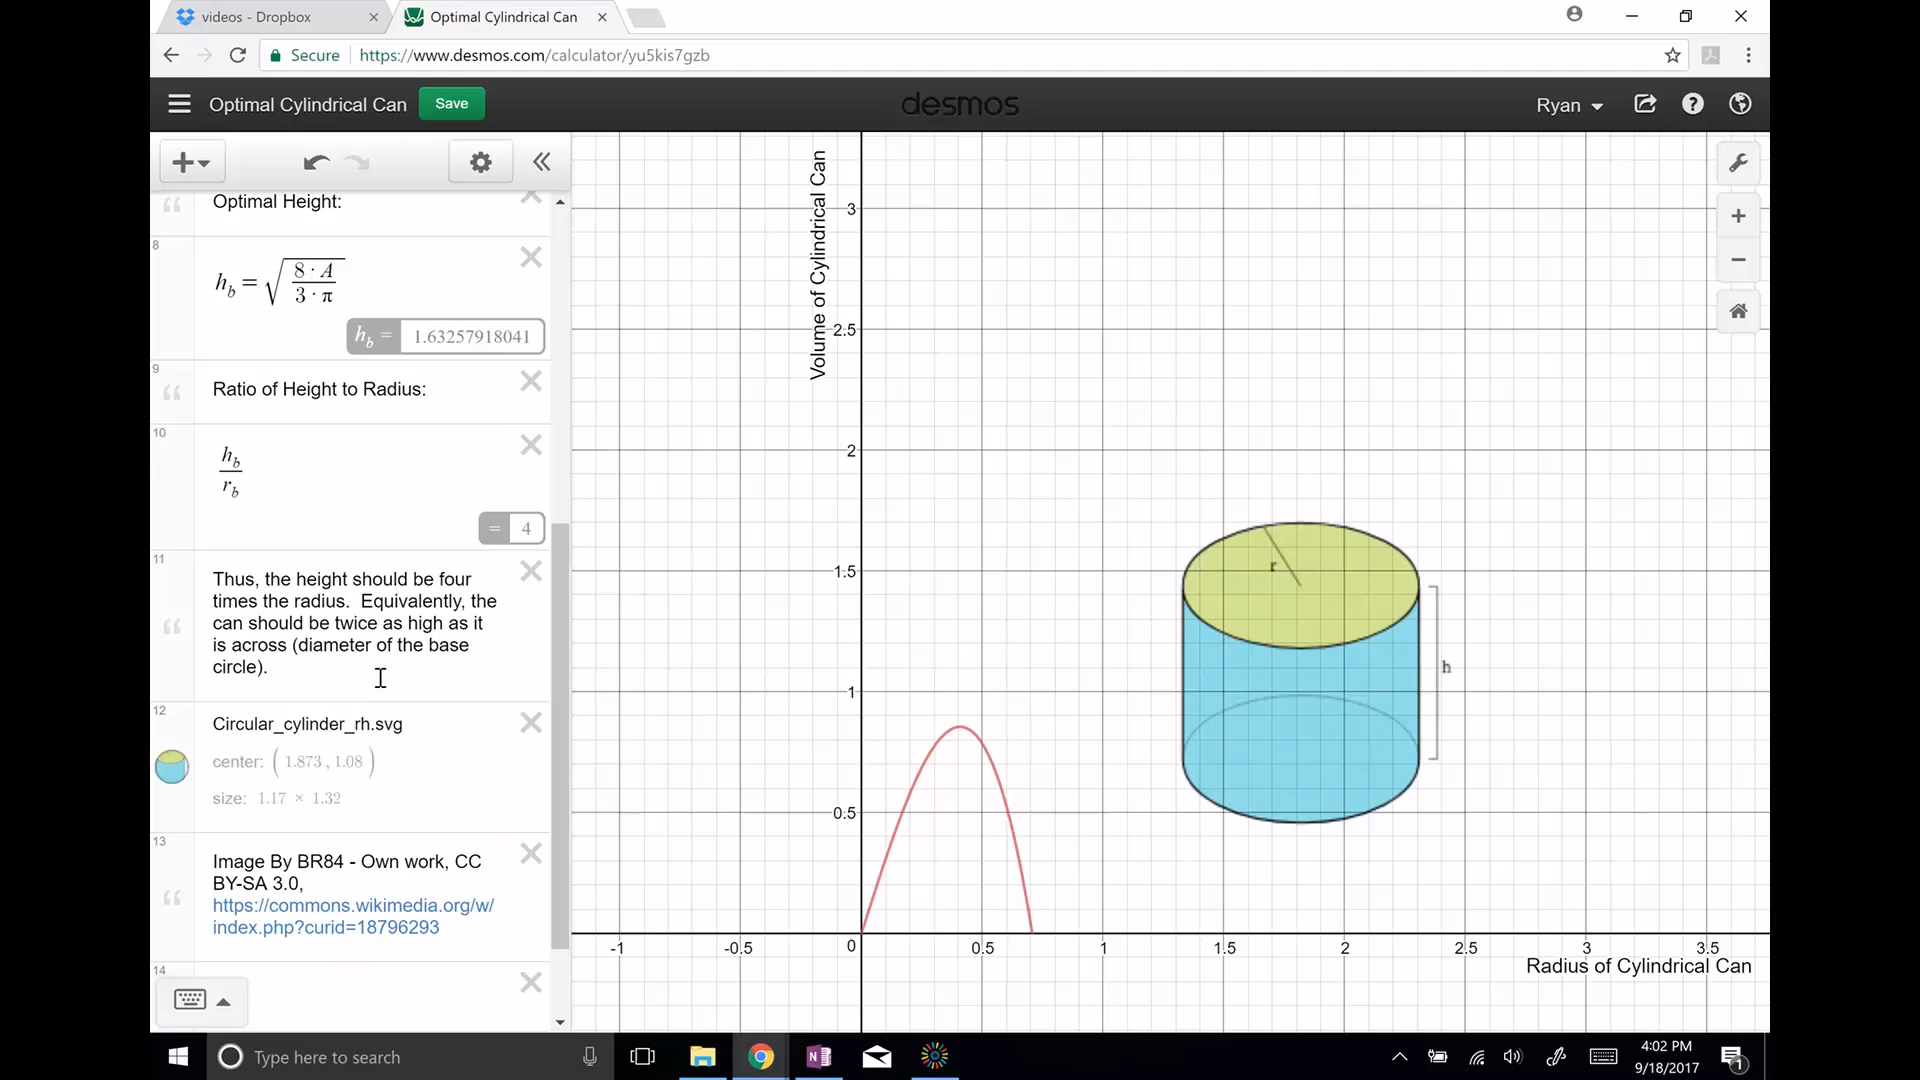 videos - Dropbox
Optimal Cylindrical Can
Secure
https://www.desmos.com/calculator/yu5kis7gzb
Optimal Cylindrical Can
Save
desmos
Ryan
Optimal Height:
8
h_b = √(8 · A / 3 · π)
h_b = 1.63257918041
9
Ratio of Height to Radius:
10
h_b / r_b
= 4
11
Thus, the height should be four
times the radius. Equivalently, the
can should be twice as high as it
is across (diameter of the base
circle).
12
Circular_cylinder_rh.svg
center: ( 1.873 , 1.08 )
size: 1.17 × 1.32
13
Image By BR84 - Own work, CC
BY-SA 3.0,
https://commons.wikimedia.org/w/
index.php?curid=18796293
14
Volume of Cylindrical Can
3
2.5
2
1.5
1
0.5
r
h
-1
-0.5
0
0.5
1
1.5
2
2.5
3
3.5
Radius of Cylindrical Can
Type here to search
N
4:02 PM
9/18/2017
1